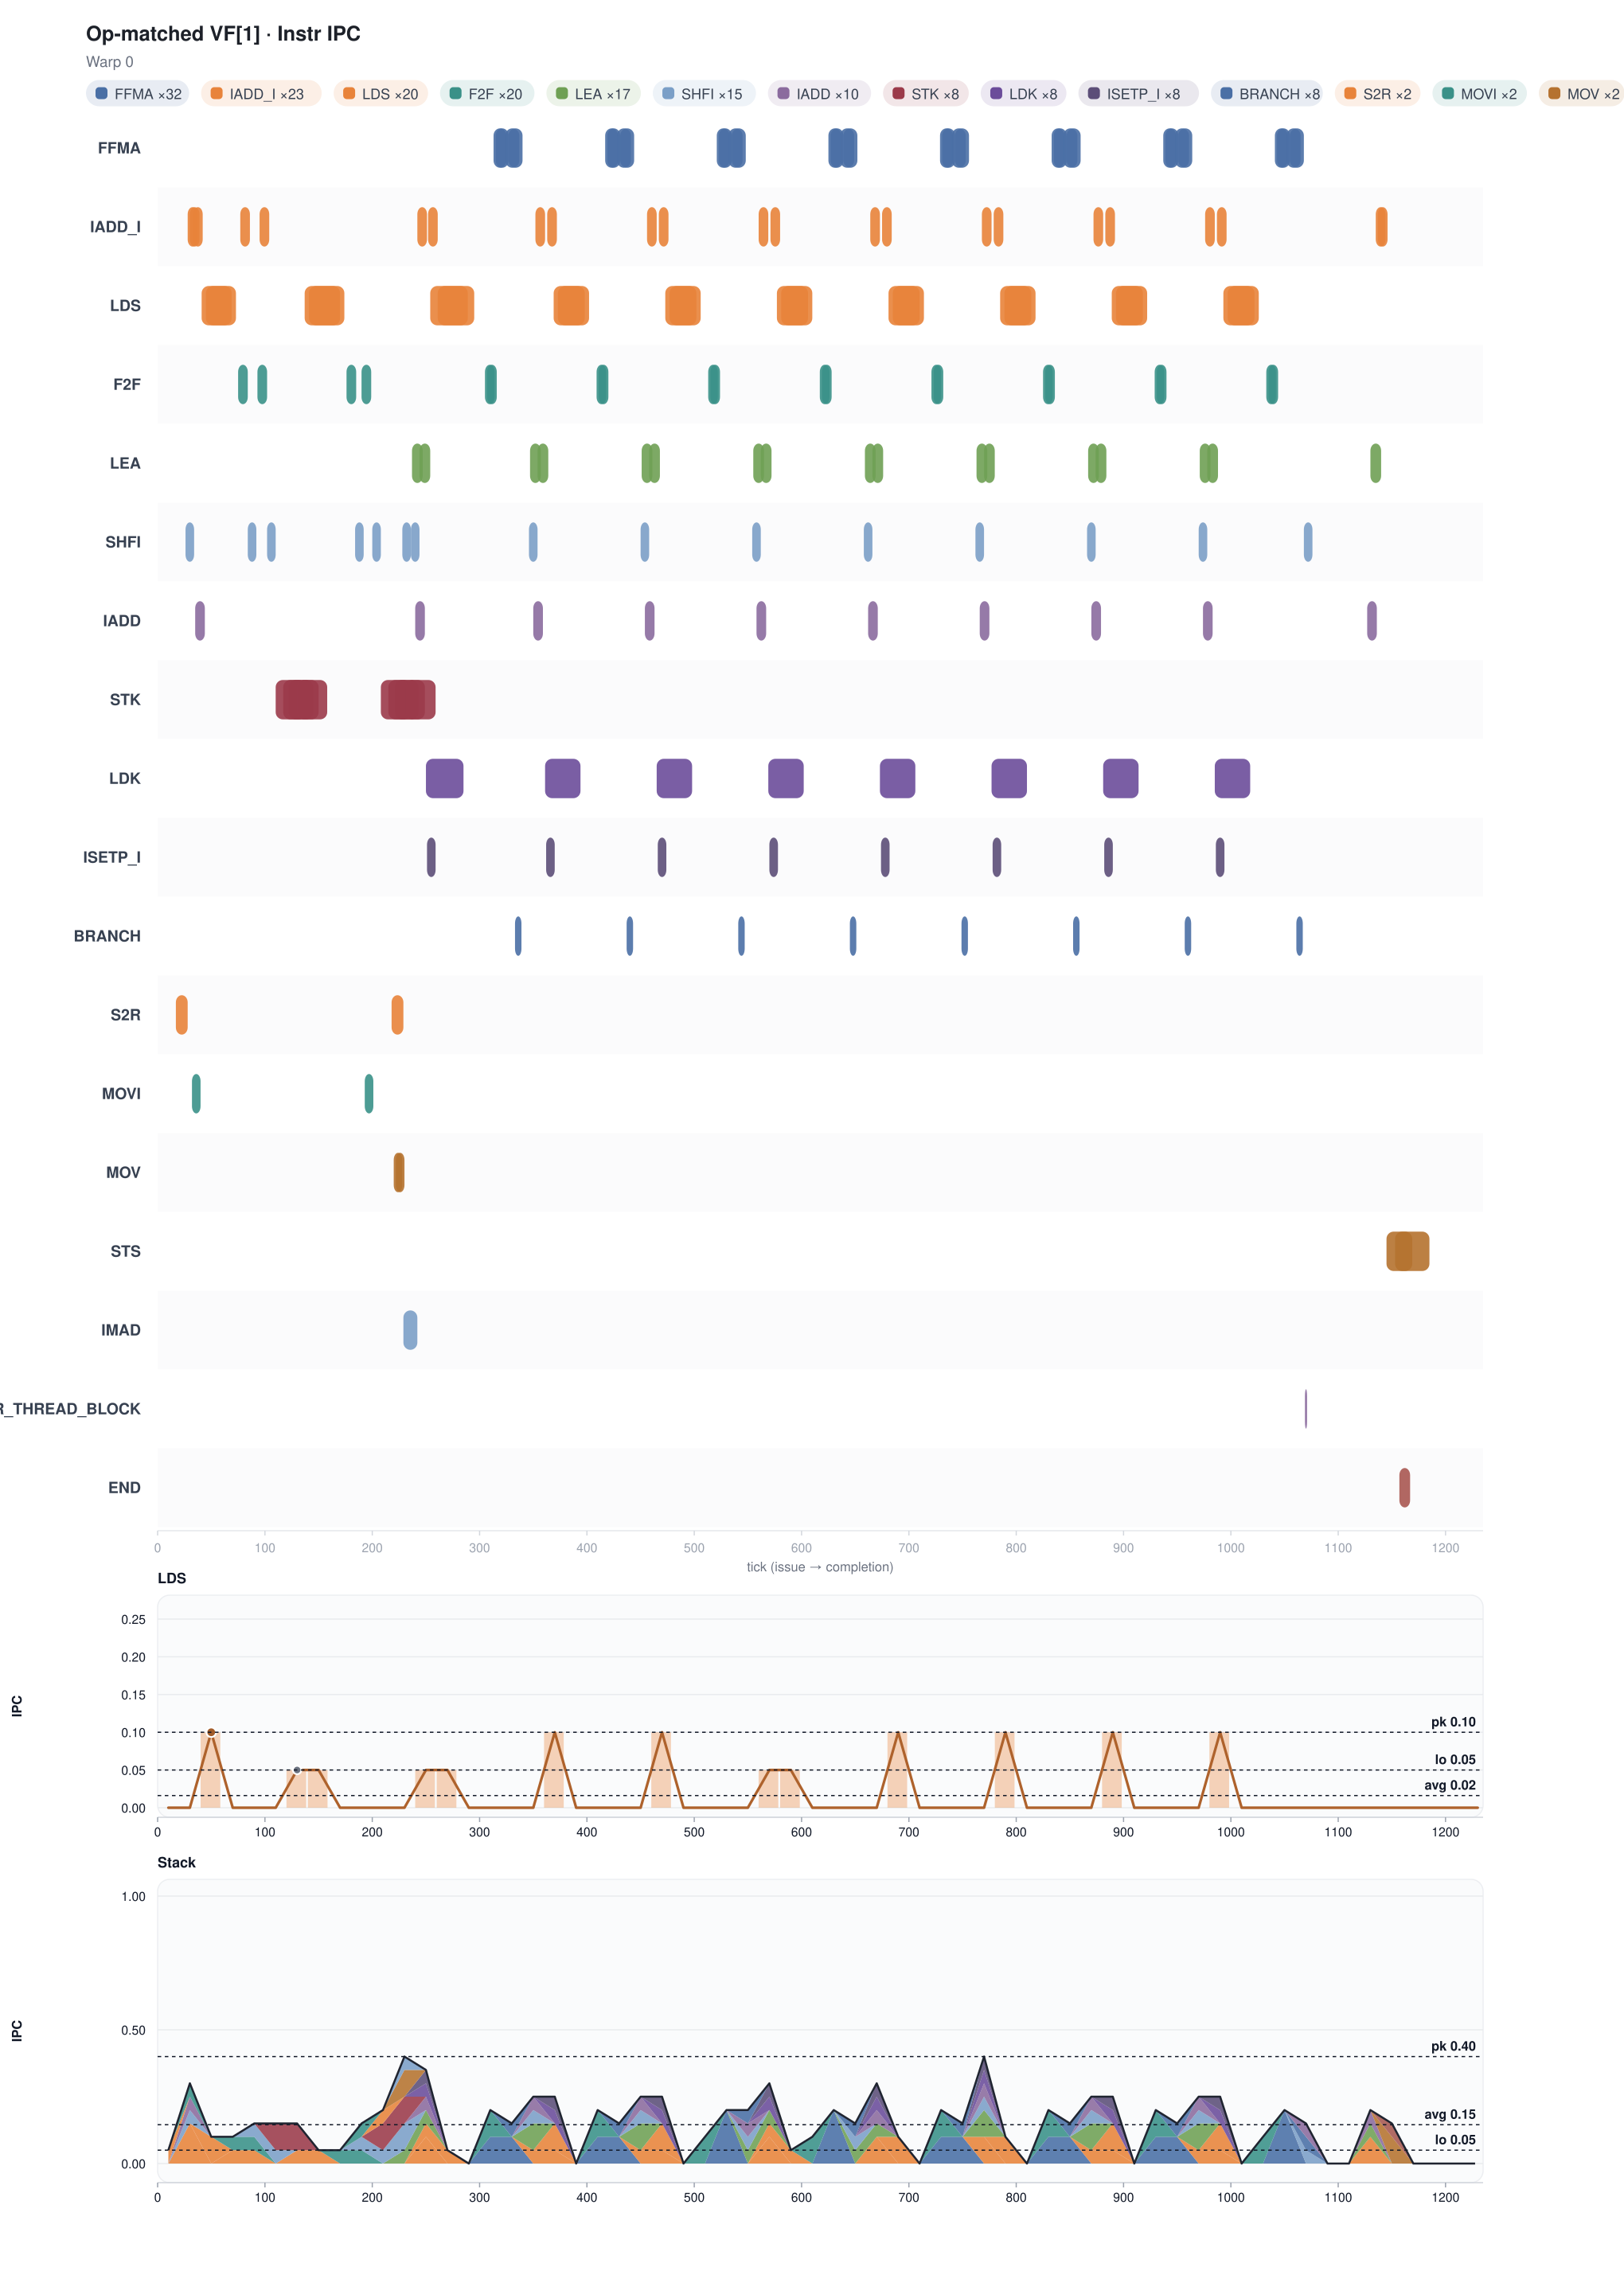 Op-matched VF[1] · Instr IPC
Warp 0
FFMA ×32 IADD_I ×23 LDS ×20 F2F ×20 LEA ×17 SHFI ×15 IADD ×10 STK ×8 LDK ×8 ISETP_I ×8 BRANCH ×8 S2R ×2 MOVI ×2 MOV ×2
FFMA
IADD_I
LDS
F2F
LEA
SHFI
IADD
STK
LDK
ISETP_I
BRANCH
S2R
MOVI
MOV
STS
IMAD
R_THREAD_BLOCK
END
0 100 200 300 400 500 600 700 800 900 1000 1100 1200
tick (issue → completion)
LDS
IPC
0.25
0.20
0.15
0.10
0.05
0.00
pk 0.10
lo 0.05
avg 0.02
0 100 200 300 400 500 600 700 800 900 1000 1100 1200
Stack
IPC
1.00
0.50
0.00
pk 0.40
avg 0.15
lo 0.05
0 100 200 300 400 500 600 700 800 900 1000 1100 1200